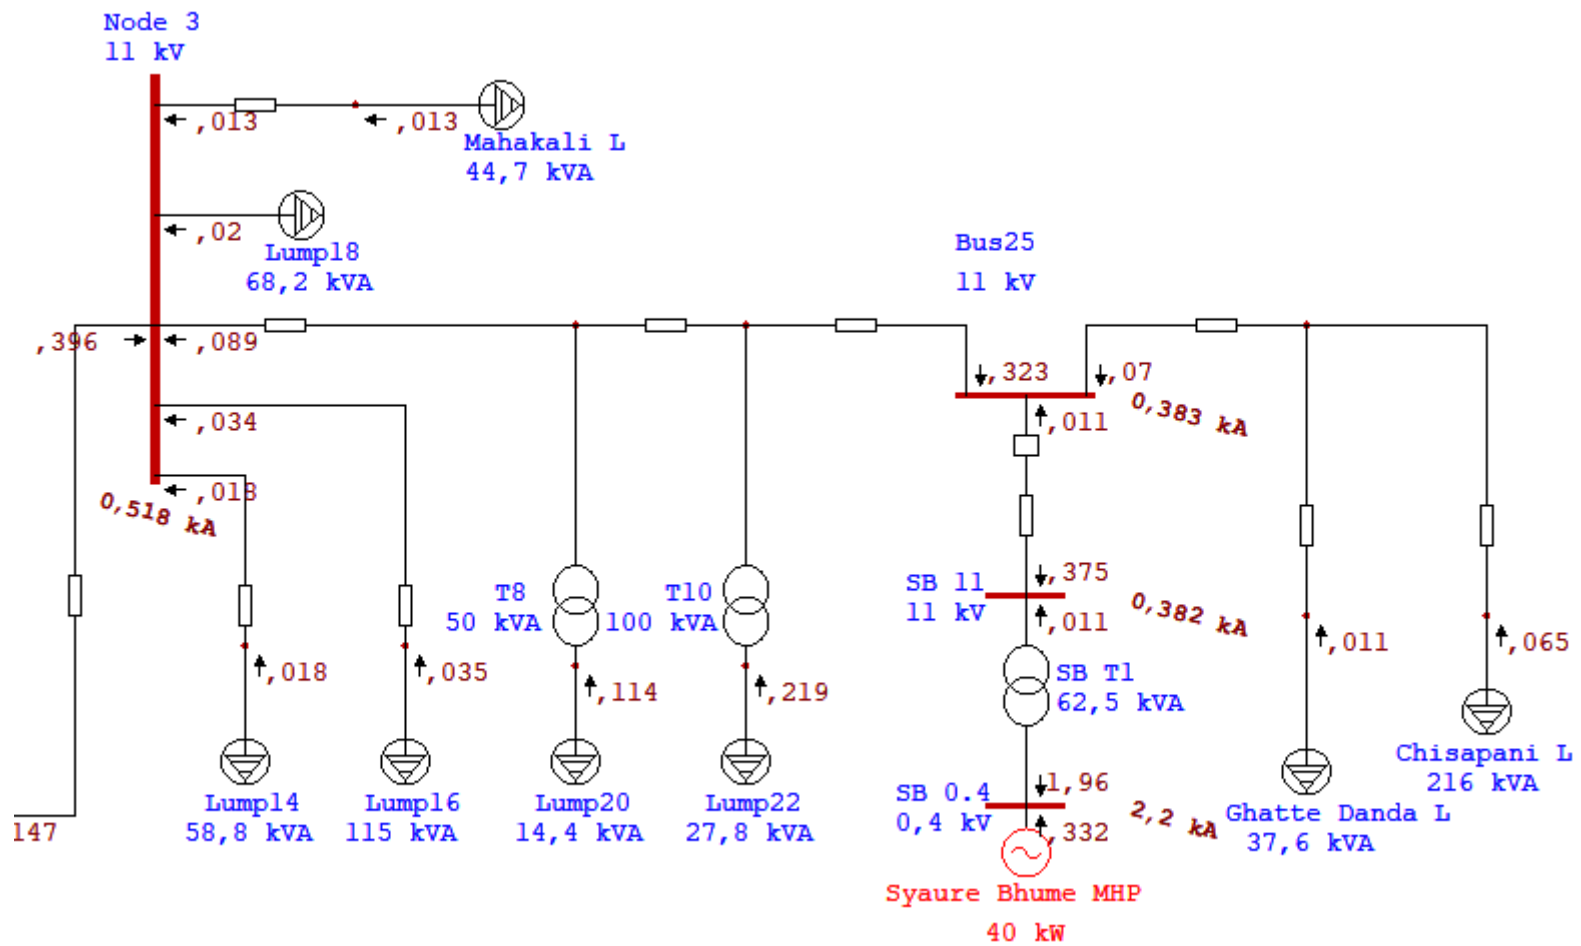 Node 3
11 kV
,013
,013
Mahakali L
44,7 kVA
,02
Lump18
68,2 kVA
Bus25
11 kV
,396
,089
,323
,07
0,383 kA
,011
,034
,018
0,518 kA
T8
50 kVA
T10
100 kVA
SB 11
11 kV
,375
0,382 kA
,011
,018
,035
,114
,219
SB T1
62,5 kVA
,011
,065
Lump14
58,8 kVA
Lump16
115 kVA
Lump20
14,4 kVA
Lump22
27,8 kVA
SB 0.4
0,4 kV
1,96
2,2 kA
,332
Ghatte Danda L
37,6 kVA
Chisapani L
216 kVA
147
Syaure Bhume MHP
40 kW